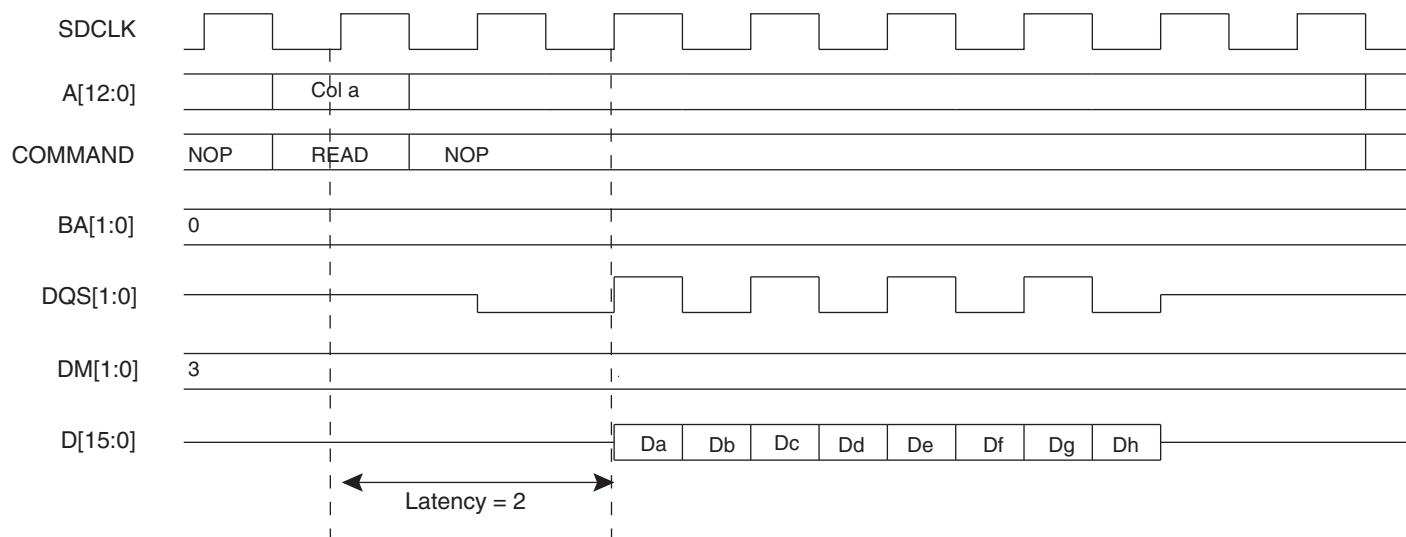 SDCLK
A[12:0] Col a
COMMAND NOP READ NOP
BA[1:0] 0
DQS[1:0]
DM[1:0] 3
D[15:0] Da Db Dc Dd De Df Dg Dh
Latency = 2